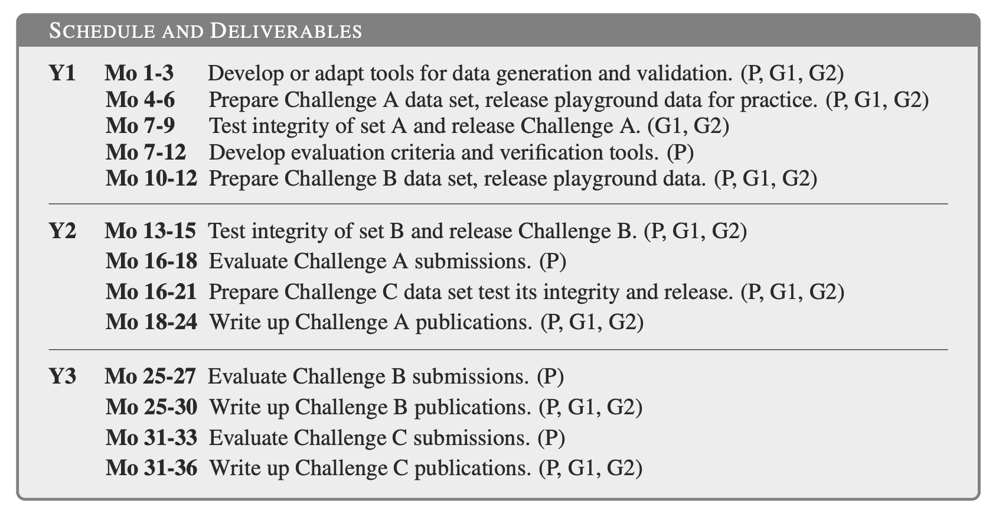 SCHEDULE AND DELIVERABLES
Y1 Mo 1-3 Develop or adapt tools for data generation and validation. (P, G1, G2)
Mo 4-6 Prepare Challenge A data set, release playground data for practice. (P, G1, G2)
Mo 7-9 Test integrity of set A and release Challenge A. (G1, G2)
Mo 7-12 Develop evaluation criteria and verification tools. (P)
Mo 10-12 Prepare Challenge B data set, release playground data. (P, G1, G2)
Y2 Mo 13-15 Test integrity of set B and release Challenge B. (P, G1, G2)
Mo 16-18 Evaluate Challenge A submissions. (P)
Mo 16-21 Prepare Challenge C data set test its integrity and release. (P, G1, G2)
Mo 18-24 Write up Challenge A publications. (P, G1, G2)
Y3 Mo 25-27 Evaluate Challenge B submissions. (P)
Mo 25-30 Write up Challenge B publications. (P, G1, G2)
Mo 31-33 Evaluate Challenge C submissions. (P)
Mo 31-36 Write up Challenge C publications. (P, G1, G2)